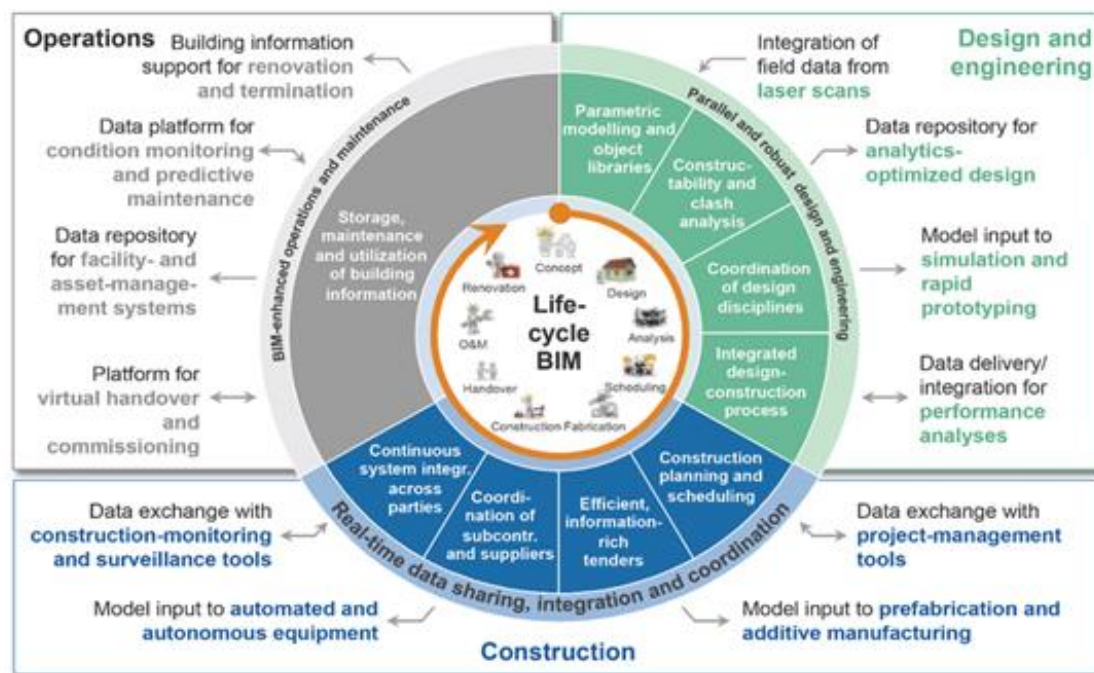 Operations
Building information
support for renovation
and termination
Data platform for
condition monitoring
and predictive
maintenance
Data repository
for facility- and
asset-manage-
ment systems
Platform for
virtual handover
and
commissioning
BIM-enhanced operations and maintenance
Storage,
maintenance
and utilization
of building
information
Design and
engineering
Integration of
field data from
laser scans
Data repository for
analytics-
optimized design
Model input to
simulation and
rapid
prototyping
Data delivery/
integration for
performance
analyses
Parallel and robust design and engineering
Parametric
modelling and
object
libraries
Construc-
tability and
clash
analysis
Coordination
of design
disciplines
Integrated
design-
construction
process
Life-
cycle
BIM
Concept
Design
Analysis
Scheduling
Fabrication
Construction
Handover
O&M
Renovation
Construction
planning and
scheduling
Efficient,
information-
rich
tenders
Coordi-
nation of
subcontr.
and suppliers
Continuous
system integr.
across
parties
Real-time data sharing, integration and coordination
Data exchange with
construction-monitoring
and surveillance tools
Model input to automated and
autonomous equipment
Data exchange with
project-management
tools
Model input to prefabrication and
additive manufacturing
Construction